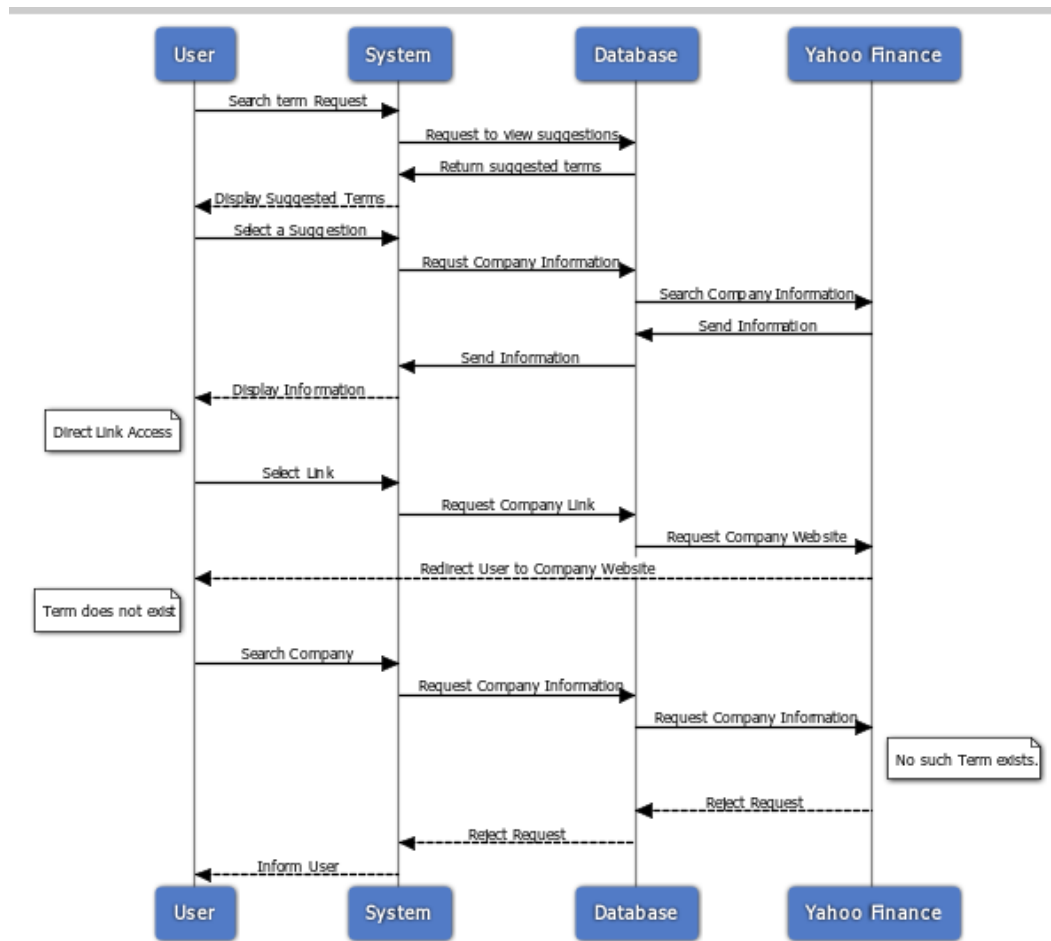 User System Database Yahoo Finance
Search term Request
Request to view suggestions
Return suggested terms
Display Suggested Terms
Select a Suggestion
Requst Company Information
Search Company Information
Send Information
Send Information
Display Information
Direct Link Access
Select Link
Request Company Link
Request Company Website
Redirect User to Company Website
Term does not exist
Search Company
Request Company Information
Request Company Information
No such Term exists.
Reject Request
Reject Request
Inform User
User System Database Yahoo Finance